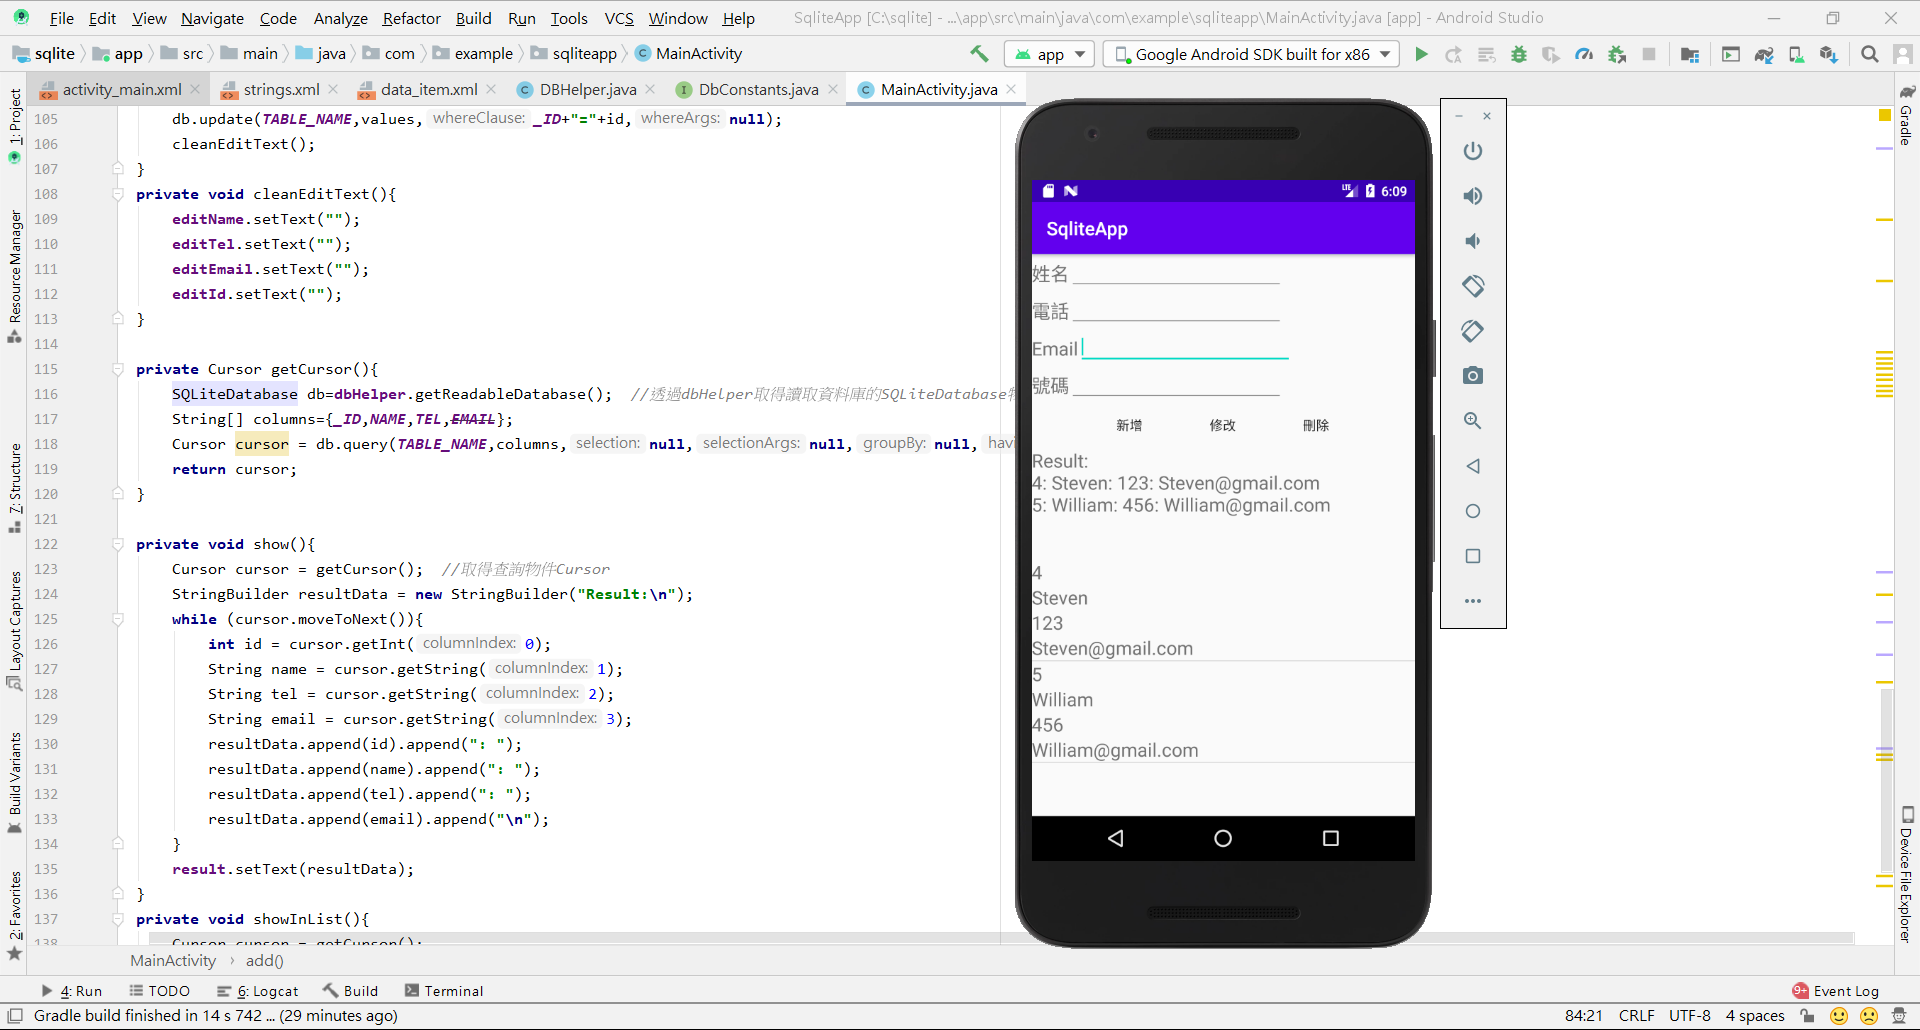 File Edit View Navigate Code Analyze Refactor Build Run Tools VCS Window Help SqliteApp [C:\sqlite] - ...\app\src\main\java\com\example\sqliteapp\MainActivity.java [app] - Android Studio
sqlite app src main java com example sqliteapp MainActivity app Google Android SDK built for x86
activity_main.xml strings.xml data_item.xml DBHelper.java DbConstants.java MainActivity.java
105 db.update(TABLE_NAME,values, whereClause: _ID+"="+id, whereArgs: null);
106 cleanEditText();
107 }
108 private void cleanEditText(){
109 editName.setText("");
110 editTel.setText("");
111 editEmail.setText("");
112 editId.setText("");
113 }
114
115 private Cursor getCursor(){
116 SQLiteDatabase db=dbHelper.getReadableDatabase(); //透過dbHelper取得讀取資料庫的SQLiteDatabase
117 String[] columns={_ID,NAME,TEL,EMAIL};
118 Cursor cursor = db.query(TABLE_NAME,columns, selection: null, selectionArgs: null, groupBy: null, havi
119 return cursor;
120 }
121
122 private void show(){
123 Cursor cursor = getCursor(); //取得查詢物件Cursor
124 StringBuilder resultData = new StringBuilder("Result:\n");
125 while (cursor.moveToNext()){
126 int id = cursor.getInt( columnIndex: 0);
127 String name = cursor.getString( columnIndex: 1);
128 String tel = cursor.getString( columnIndex: 2);
129 String email = cursor.getString( columnIndex: 3);
130 resultData.append(id).append(": ");
131 resultData.append(name).append(": ");
132 resultData.append(tel).append(": ");
133 resultData.append(email).append("\n");
134 }
135 result.setText(resultData);
136 }
137 private void showInList(){
138 Cursor cursor = getCursor();
MainActivity › add()
1: Project
Resource Manager
7: Structure
Layout Captures
Build Variants
2: Favorites
LTE 6:09
SqliteApp
姓名
電話
Email
號碼
新增 修改 刪除
Result:
4: Steven: 123: Steven@gmail.com
5: William: 456: William@gmail.com
4
Steven
123
Steven@gmail.com
5
William
456
William@gmail.com
Gradle
Device File Explorer
4: Run TODO 6: Logcat Build Terminal 9+ Event Log
Gradle build finished in 14 s 742 ... (29 minutes ago) 84:21 CRLF UTF-8 4 spaces